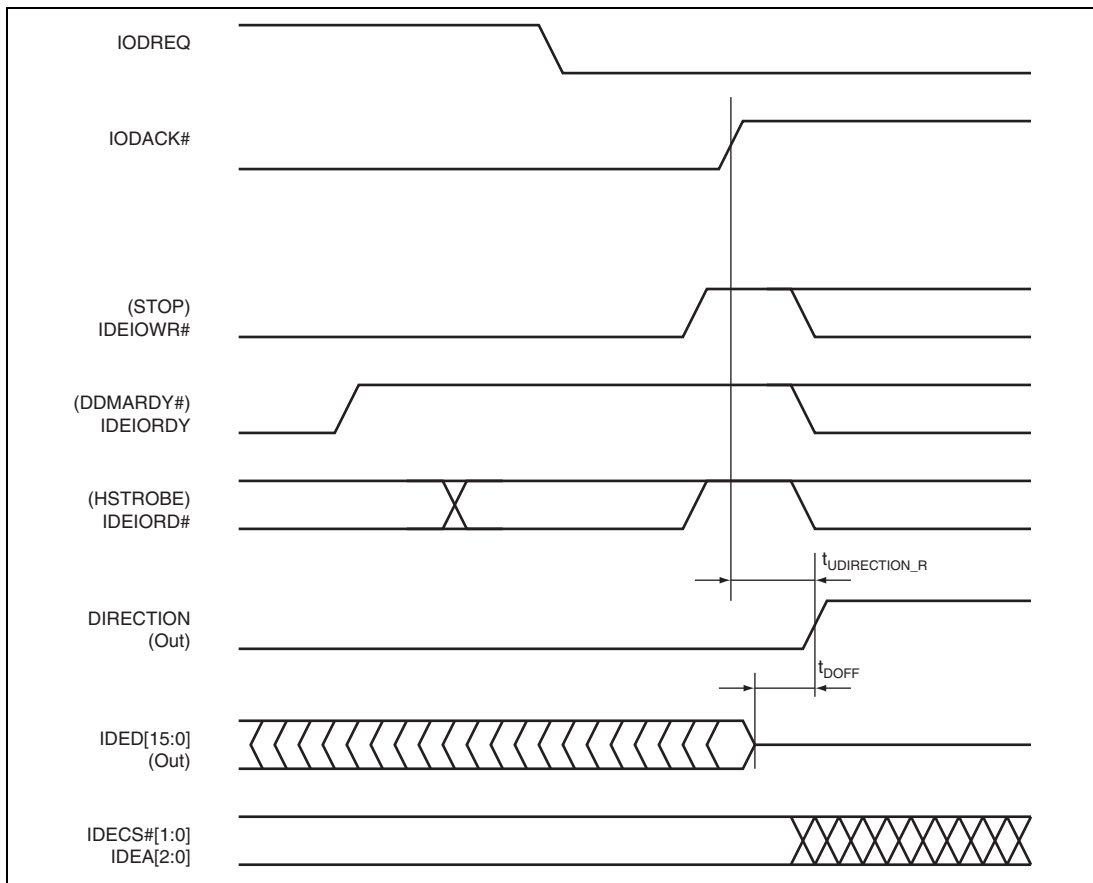 IODREQ
IODACK#
(STOP)
IDEIOWR#
(DDMARDY#)
IDEIORDY
(HSTROBE)
IDEIORD#
tUDIRECTION_R
DIRECTION
(Out)
tDOFF
IDED[15:0]
(Out)
IDECS#[1:0]
IDEA[2:0]